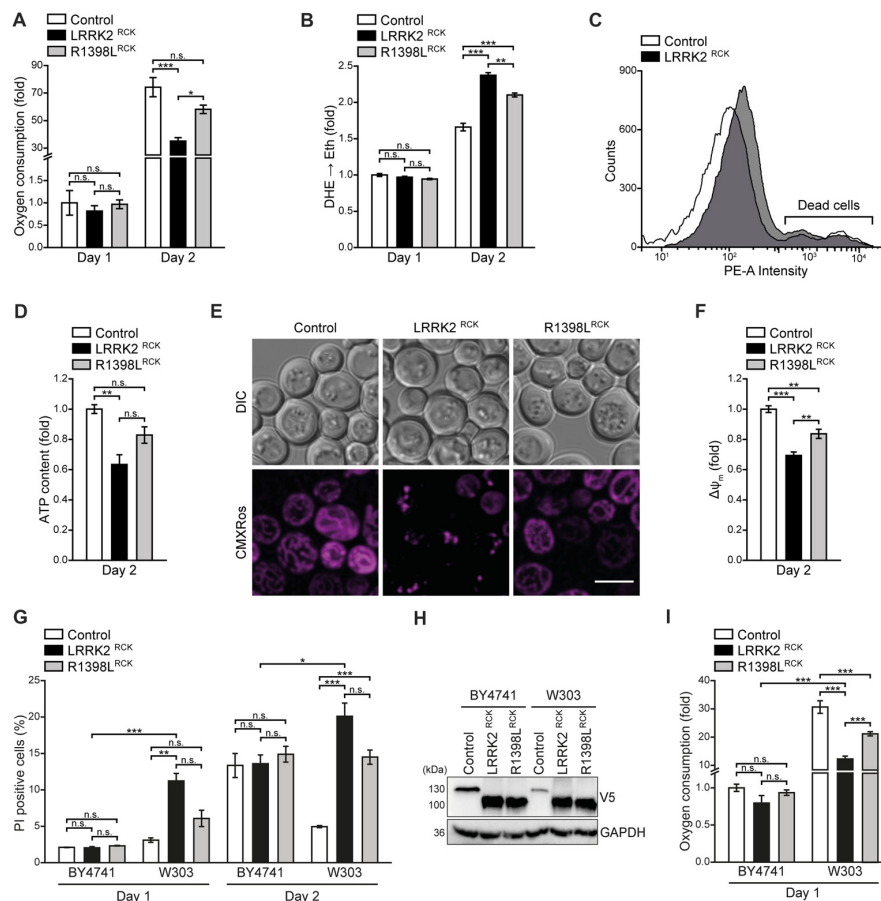 A
Control
LRRK2 RCK
R1398L RCK
Oxygen consumption (fold)
90
70
50
30
1.0
0.5
0.0
n.s.
n.s.
n.s.
n.s.
***
*
Day 1
Day 2
B
Control
LRRK2 RCK
R1398L RCK
DHE → Eth (fold)
2.5
2.0
1.5
1.0
0.5
0.0
n.s.
n.s.
n.s.
***
***
**
Day 1
Day 2
C
Control
LRRK2 RCK
Counts
900
600
300
0
Dead cells
10¹
10²
10³
10⁴
PE-A Intensity
D
Control
LRRK2 RCK
R1398L RCK
ATP content (fold)
1.2
1.0
0.8
0.6
0.4
0.2
0.0
n.s.
**
n.s.
Day 2
E
Control
LRRK2 RCK
R1398L RCK
DIC
CMXRos
F
Control
LRRK2 RCK
R1398L RCK
Δψm (fold)
1.2
1.0
0.8
0.6
0.4
0.2
0.0
**
***
**
Day 2
G
Control
LRRK2 RCK
R1398L RCK
PI positive cells (%)
25
20
15
10
5
0
n.s.
n.s.
n.s.
***
n.s.
**
n.s.
n.s.
n.s.
n.s.
*
***
***
n.s.
BY4741
W303
BY4741
W303
Day 1
Day 2
H
BY4741
W303
Control
LRRK2 RCK
R1398L RCK
Control
LRRK2 RCK
R1398L RCK
(kDa)
130
100
V5
36
GAPDH
I
Control
LRRK2 RCK
R1398L RCK
Oxygen consumption (fold)
40
30
20
10
1.0
0.5
0.0
n.s.
n.s.
n.s.
***
***
***
***
BY4741
W303
Day 1